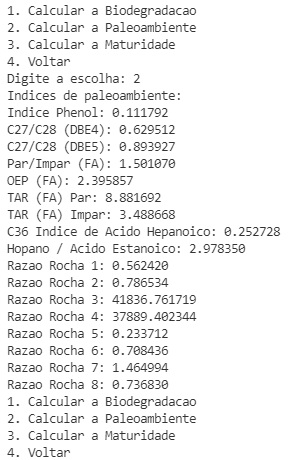 1. Calcular a Biodegradacao
2. Calcular a Paleoambiente
3. Calcular a Maturidade
4. Voltar
Digite a escolha: 2
Indices de paleoambiente:
Indice Phenol: 0.111792
C27/C28 (DBE4): 0.629512
C27/C28 (DBE5): 0.893927
Par/Impar (FA): 1.501070
OEP (FA): 2.395857
TAR (FA) Par: 8.881692
TAR (FA) Impar: 3.488668
C36 Indice de Acido Hepanoico: 0.252728
Hopano / Acido Estanoico: 2.978350
Razao Rocha 1: 0.562420
Razao Rocha 2: 0.786534
Razao Rocha 3: 41836.761719
Razao Rocha 4: 37889.402344
Razao Rocha 5: 0.233712
Razao Rocha 6: 0.708436
Razao Rocha 7: 1.464994
Razao Rocha 8: 0.736830
1. Calcular a Biodegradacao
2. Calcular a Paleoambiente
3. Calcular a Maturidade
4. Voltar